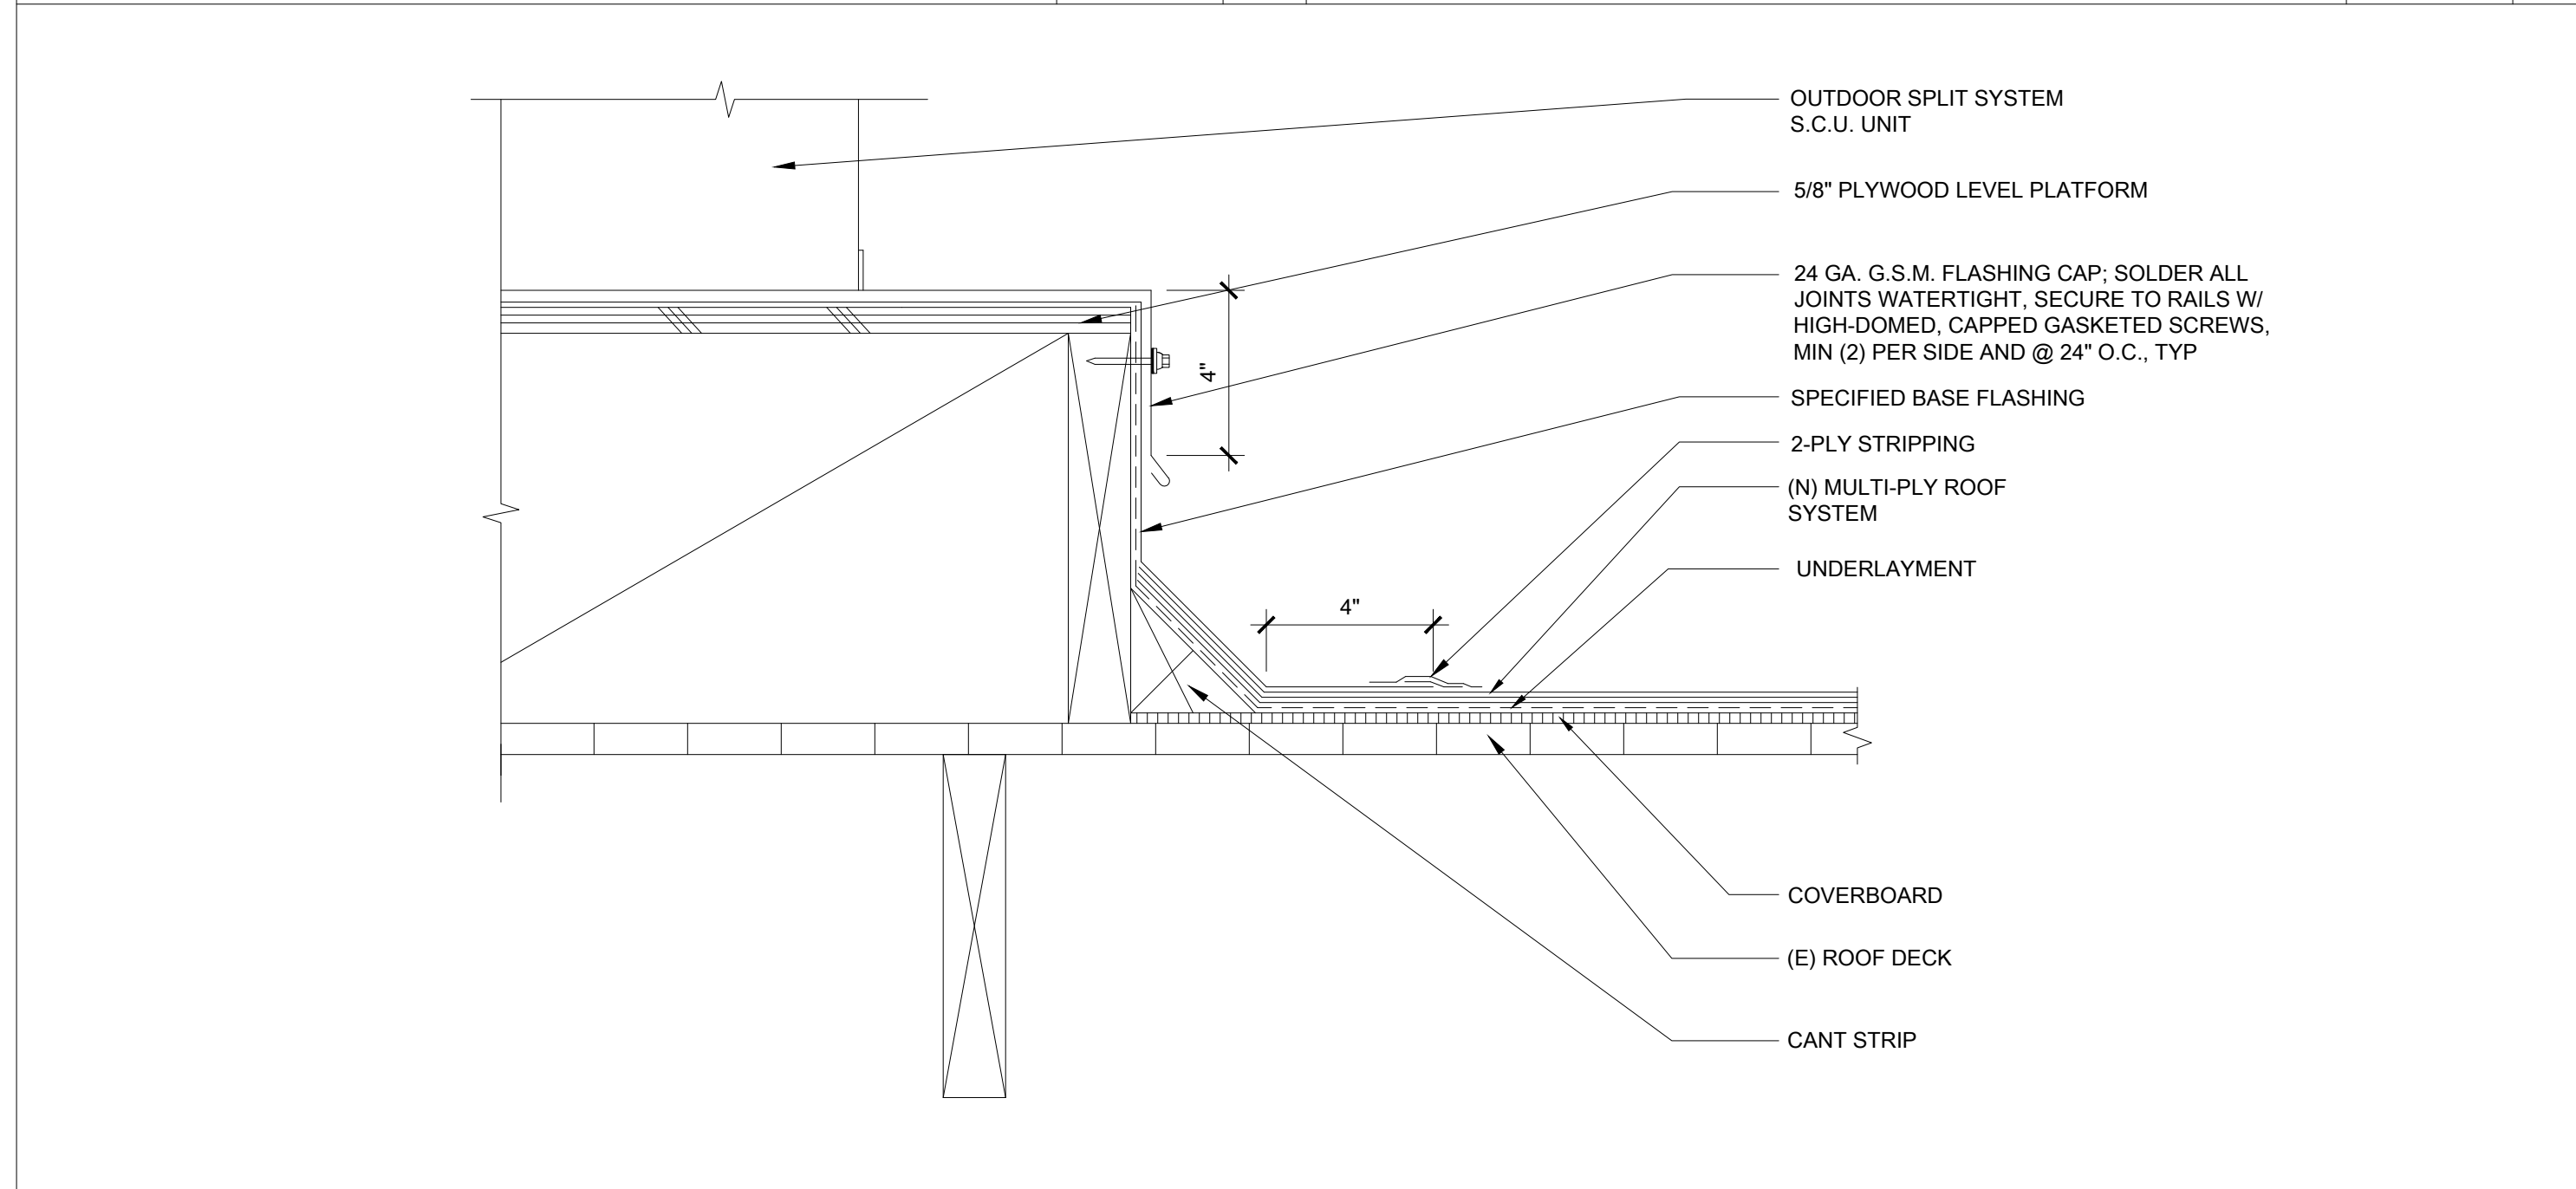 OUTDOOR SPLIT SYSTEM
S.C.U. UNIT
5/8" PLYWOOD LEVEL PLATFORM
24 GA. G.S.M. FLASHING CAP; SOLDER ALL
JOINTS WATERTIGHT, SECURE TO RAILS W/
HIGH-DOMED, CAPPED GASKETED SCREWS,
MIN (2) PER SIDE AND @ 24" O.C., TYP
4"
SPECIFIED BASE FLASHING
2-PLY STRIPPING
(N) MULTI-PLY ROOF
SYSTEM
UNDERLAYMENT
4"
COVERBOARD
(E) ROOF DECK
CANT STRIP